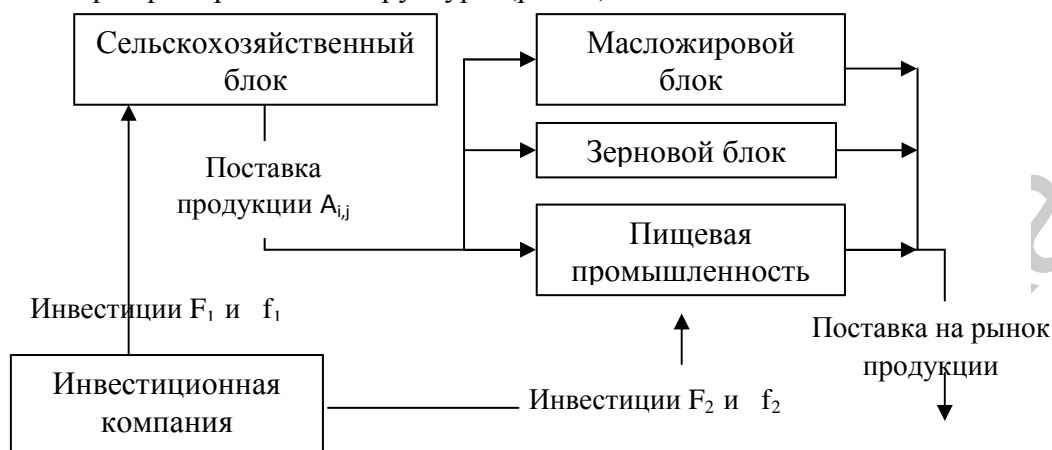 Сельскохозяйственный
блок
Масложировой
блок
Зерновой блок
Поставка
продукции A i,j
Пищевая
промышленность
Инвестиции F1 и f1
Поставка на рынок
продукции
Инвестиционная
компания
Инвестиции F2 и f2